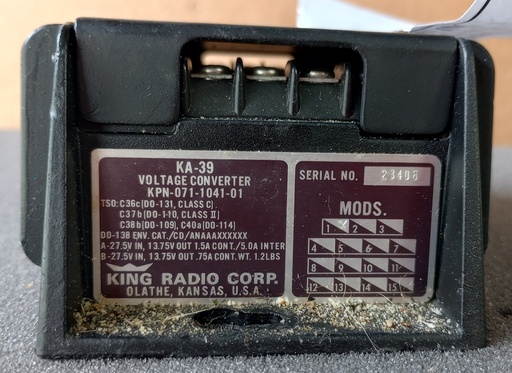 KA-39
VOLTAGE CONVERTER
KPN-071-1041-01
TSO: C36c(DO-131, CLASS C)
C37b(DO-110, CLASS II)
C38b(DO-109), C40a(DO-114)
DO-138 ENV. CAT./CD/ANAAAXXXXXX
A-27.5V IN, 13.75V OUT 1.5A CONT./5.0A INTER
B-27.5V IN, 13.75V OUT .75A CONT. WT. 1.2LBS
KING RADIO CORP.
OLATHE, KANSAS, U.S.A.
SERIAL NO.
MODS.
1 2 3
4 5 6 7
8 9 10 11
12 13 14 15